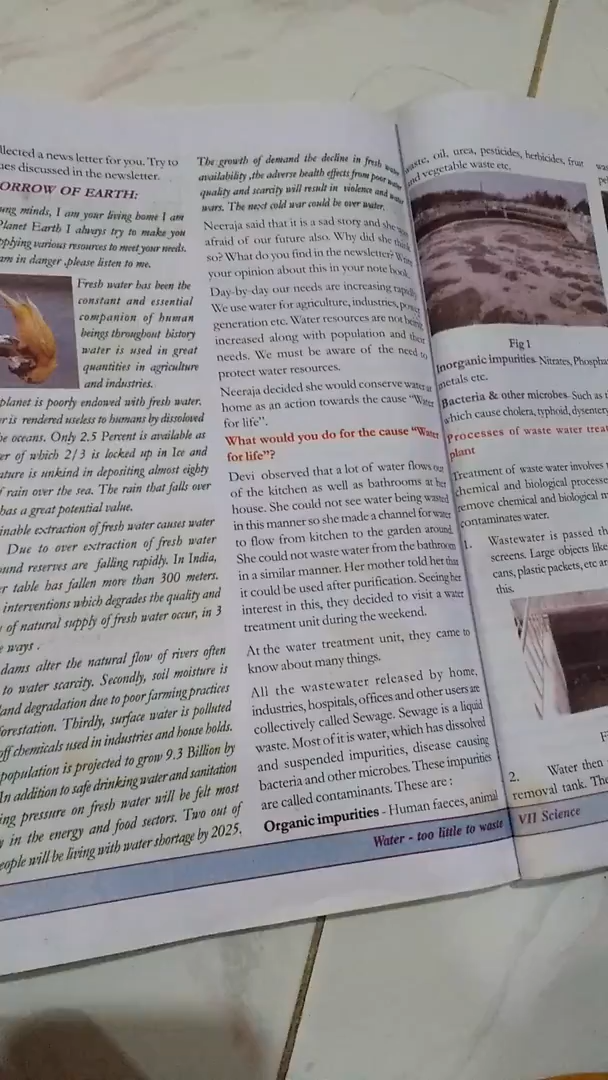 llected a news letter for you. Try to
ues discussed in the newsletter.
ORROW OF EARTH:
ung minds, I am your living home I am
Planet Earth I always try to make you
pplying various resources to meet your needs.
am in danger ,please listen to me.
Fresh water has been the
constant and essential
companion of human
beings throughout history
water is used in great
quantities in agriculture
and industries.
planet is poorly endowed with fresh water.
er is rendered useless to humans by dissolved
he oceans. Only 2.5 Percent is available as
er of which 2/3 is locked up in Ice and
ature is unkind in depositing almost eighty
f rain over the sea. The rain that falls over
has a great potential value.
inable extraction of fresh water causes water
Due to over extraction of fresh water
und reserves are falling rapidly. In India,
er table has fallen more than 300 meters.
interventions which degrades the quality and
of natural supply of fresh water occur, in 3
ways .
dams alter the natural flow of rivers often
to water scarcity. Secondly, soil moisture is
land degradation due to poor farming practices
forestation. Thirdly, surface water is polluted
off chemicals used in industries and house holds.
population is projected to grow 9.3 Billion by
In addition to safe drinking water and sanitation
ing pressure on fresh water will be felt most
y in the energy and food sectors. Two out of
eople will be living with water shortage by 2025.
The growth of demand the decline in fresh water
availability ,the adverse health effects from poor water
quality and scarcity will result in violence and water
wars. The next cold war could be over water.
Neeraja said that it is a sad story and she was
afraid of our future also. Why did she think
so? What do you find in the newsletter? Write
your opinion about this in your note book.
Day-by-day our needs are increasing rapidly
We use water for agriculture, industries, power
generation etc. Water resources are not being
increased along with population and their
needs. We must be aware of the need to
protect water resources.
Neeraja decided she would conserve water at
home as an action towards the cause "Water
for life".
What would you do for the cause "Water
for life"?
Devi observed that a lot of water flows out
of the kitchen as well as bathrooms at her
house. She could not see water being wasted
in this manner so she made a channel for water
to flow from kitchen to the garden around.
She could not waste water from the bathroom
in a similar manner. Her mother told her that
it could be used after purification. Seeing her
interest in this, they decided to visit a water
treatment unit during the weekend.
At the water treatment unit, they came to
know about many things.
All the wastewater released by home,
industries, hospitals, offices and other users are
collectively called Sewage. Sewage is a liquid
waste. Most of it is water, which has dissolved
and suspended impurities, disease causing
bacteria and other microbes. These impurities
are called contaminants. These are :
Organic impurities - Human faeces, animal
Water - too little to waste
waste, oil, urea, pesticides, herbicids, fruit
and vegetable waste etc.
Fig 1
Inorganic impurities. Nitrates, Phospha
metals etc.
Bacteria & other microbes. Such as t
which cause cholera, typhoid, dysentery
Processes of waste water treat
plant
Treatment of waste water involves
chemical and biological processe
remove chemical and biological m
contaminates water.
1. Wastewater is passed th
screens. Large objects like
cans, plastic packets, etc ar
this.
2. Water then
removal tank. The
VII Science